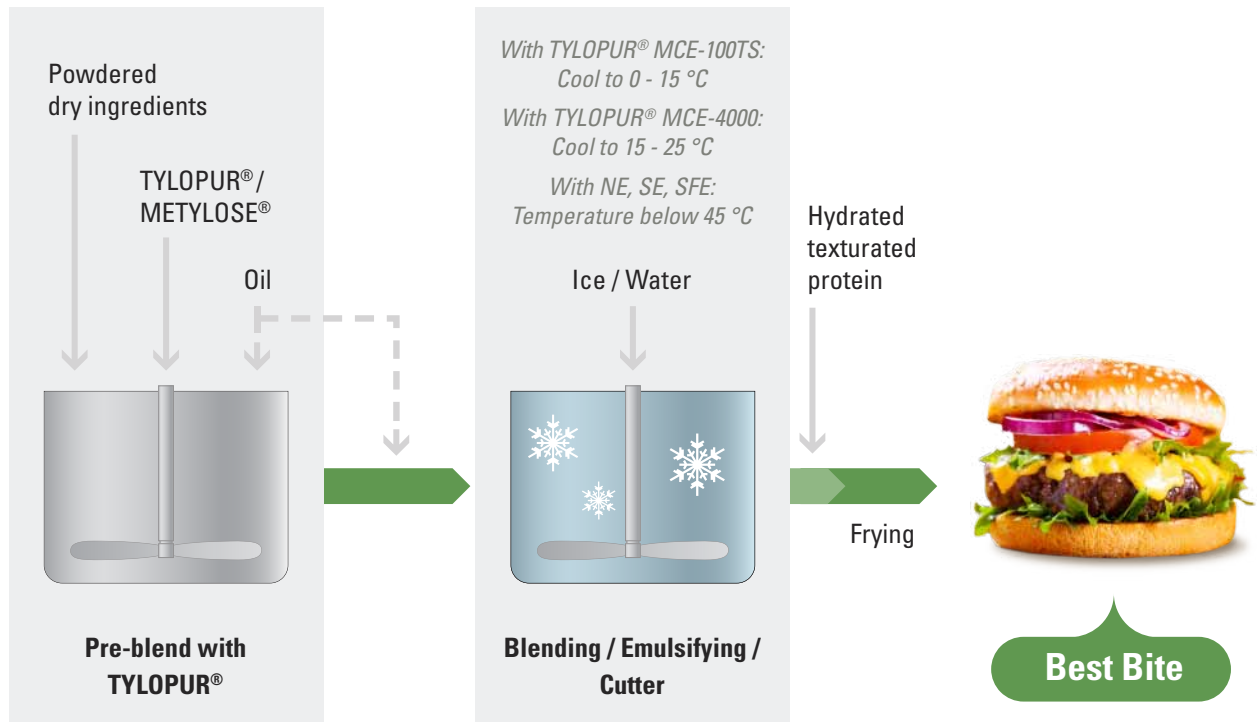 Powdered
dry ingredients
TYLOPUR® /
METYLOSE®
Oil
Pre-blend with
TYLOPUR®
With TYLOPUR® MCE-100TS:
Cool to 0 - 15 °C
With TYLOPUR® MCE-4000:
Cool to 15 - 25 °C
With NE, SE, SFE:
Temperature below 45 °C
Ice / Water
Blending / Emulsifying /
Cutter
Hydrated
texturated
protein
Frying
Best Bite